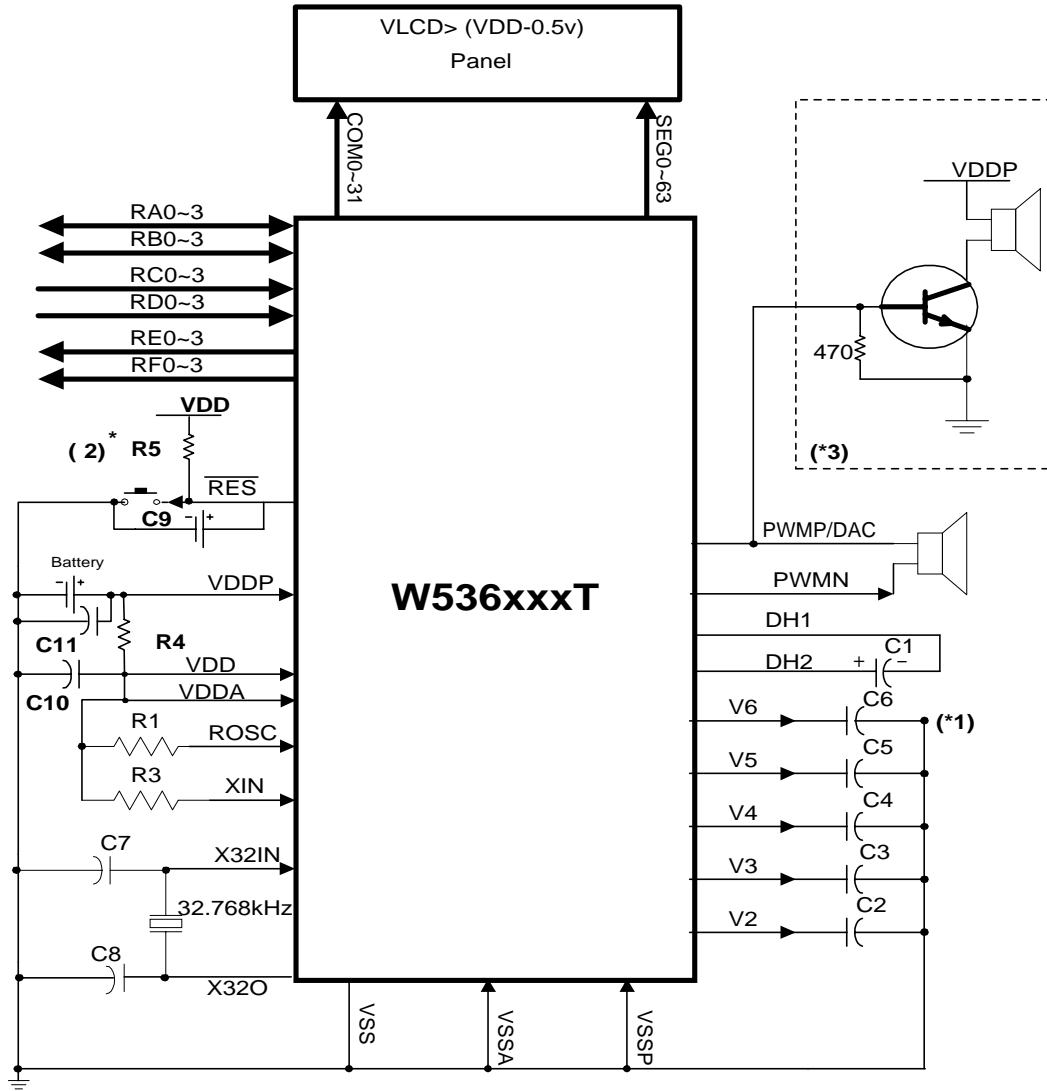 VLCD> (VDD-0.5v)
Panel
COM0~31
SEG0~63
VDDP
470
(*3)
RA0~3
RB0~3
RC0~3
RD0~3
RE0~3
RF0~3
VDD
( 2)* R5
RES
C9
Battery
VDDP
C11
R4
VDD
C10
VDDA
R1
ROSC
R3
XIN
C7
X32IN
32.768kHz
C8
X32O
W536xxxT
PWMP/DAC
PWMN
DH1
C1
DH2
+ −
C6
V6
(*1)
C5
V5
C4
V4
C3
V3
C2
V2
VSS
VSSA
VSSP